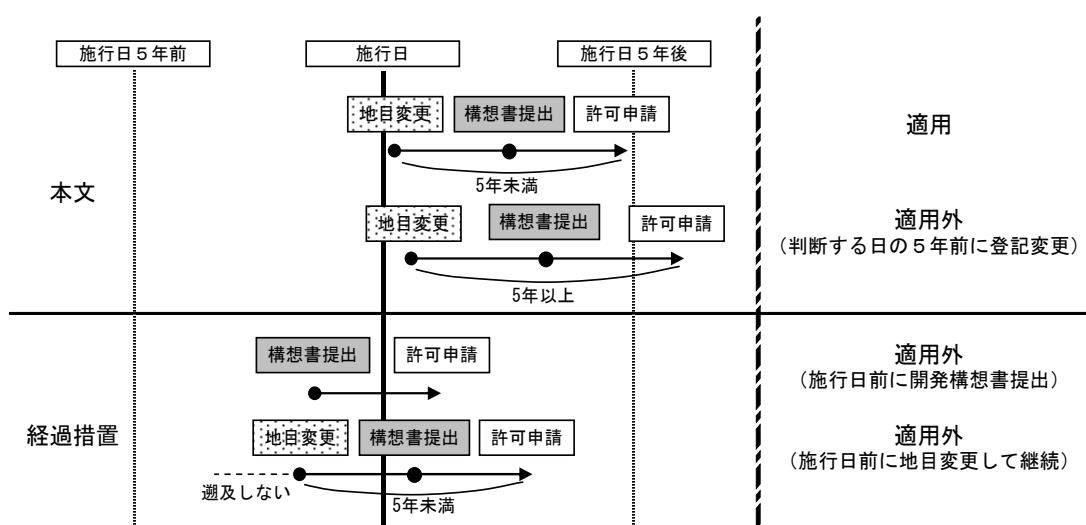 施行日５年前
施行日
施行日５年後
地目変更
構想書提出
許可申請
適用
5年未満
本文
地目変更
構想書提出
許可申請
適用外
（判断する日の５年前に登記変更）
5年以上
構想書提出
許可申請
適用外
（施行日前に開発構想書提出）
経過措置
地目変更
構想書提出
許可申請
適用外
（施行日前に地目変更して継続）
遡及しない
5年未満